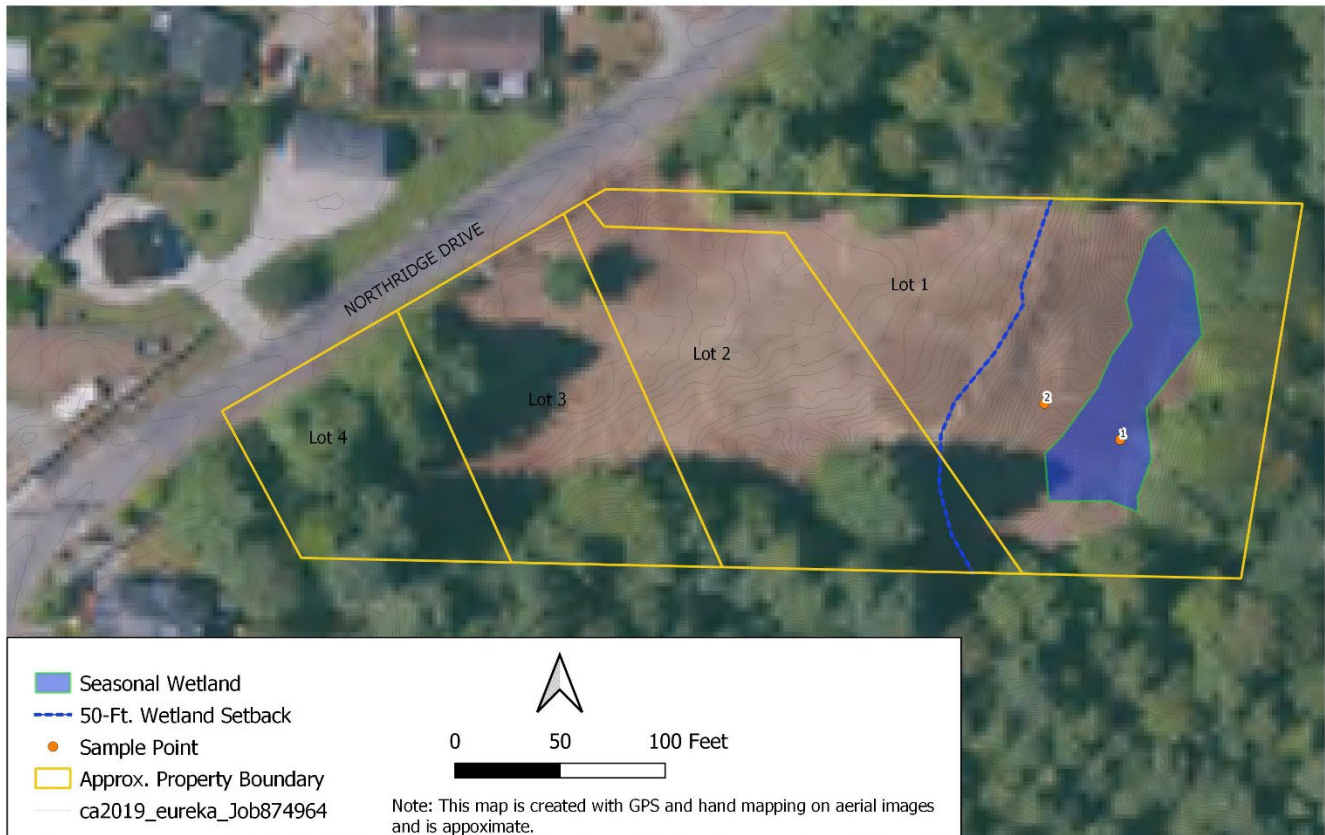 NORTHRIDGE DRIVE
Lot 1
Lot 2
Lot 3
Lot 4
2
1
Seasonal Wetland
50-Ft. Wetland Setback
Sample Point
Approx. Property Boundary
ca2019_eureka_Job874964
0 50 100 Feet
Note: This map is created with GPS and hand mapping on aerial images
and is appoximate.